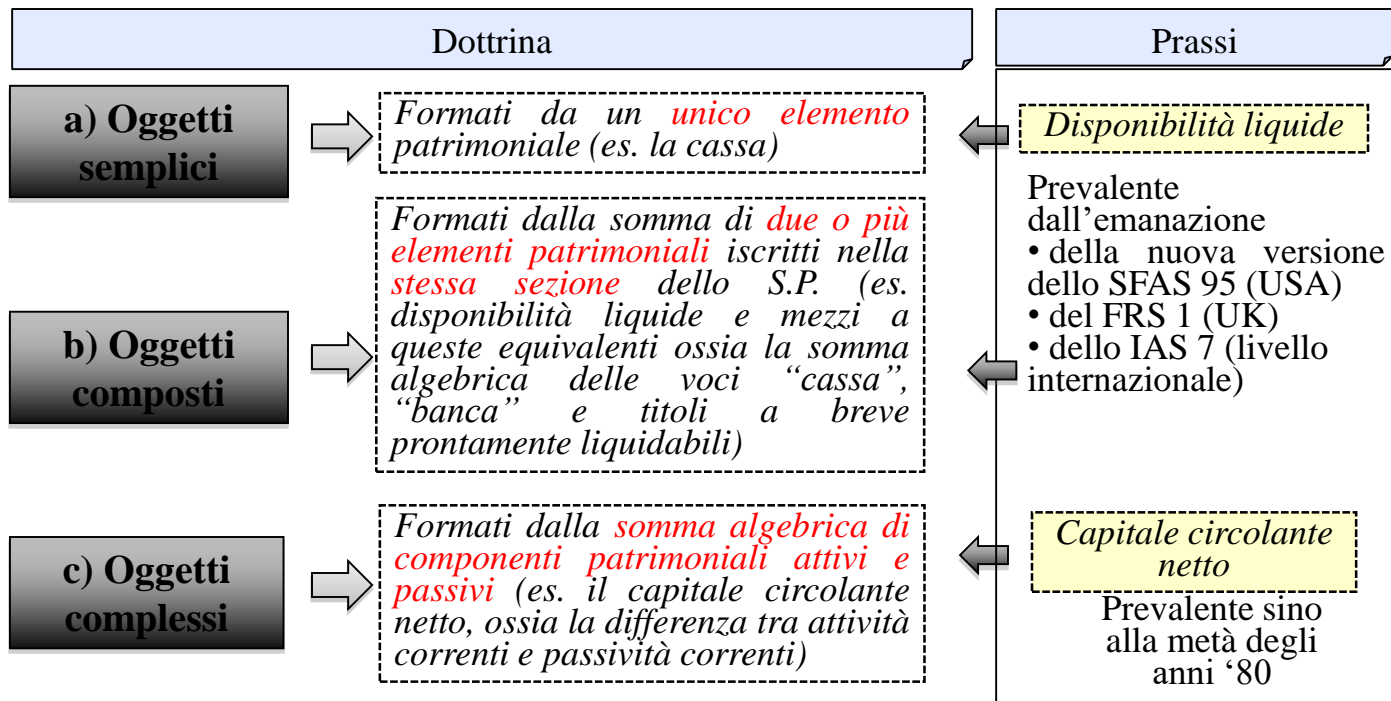 Dottrina
Prassi
a) Oggetti
semplici
Formati da un unico elemento
patrimoniale (es. la cassa)
Disponibilità liquide
Prevalente
dall’emanazione
• della nuova versione
dello SFAS 95 (USA)
• del FRS 1 (UK)
• dello IAS 7 (livello
internazionale)
b) Oggetti
composti
Formati dalla somma di due o più
elementi patrimoniali iscritti nella
stessa sezione dello S.P. (es.
disponibilità liquide e mezzi a
queste equivalenti ossia la somma
algebrica delle voci “cassa”,
“banca” e titoli a breve
prontamente liquidabili)
c) Oggetti
complessi
Formati dalla somma algebrica di
componenti patrimoniali attivi e
passivi (es. il capitale circolante
netto, ossia la differenza tra attività
correnti e passività correnti)
Capitale circolante
netto
Prevalente sino
alla metà degli
anni ‘80